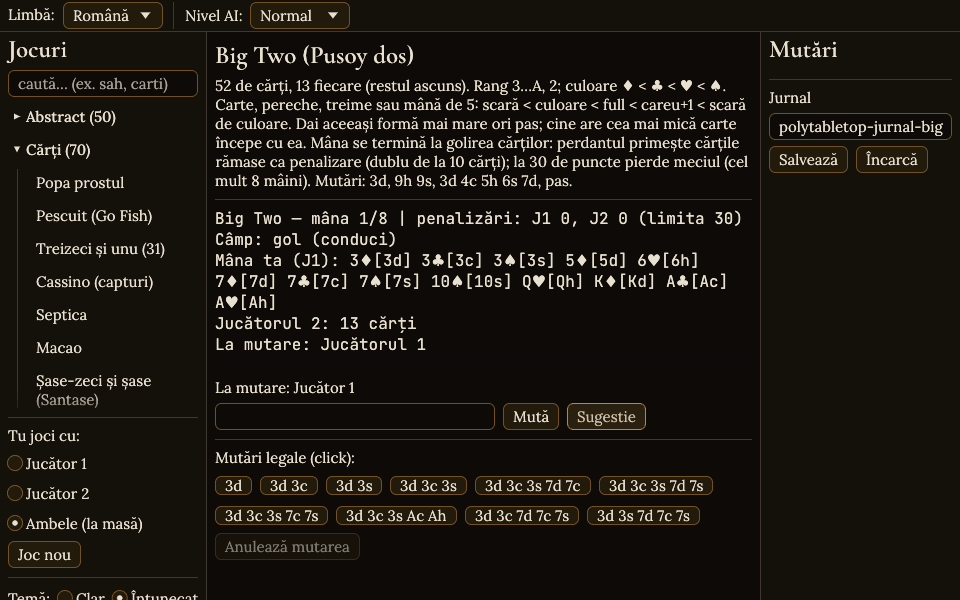 Limbă: Română ▼ Nivel AI: Normal ▼
Jocuri
caută... (ex. sah, carti)
▸ Abstract (50)
▾ Cărți (70)
Popa prostul
Pescuit (Go Fish)
Treizeci și unu (31)
Cassino (capturi)
Septica
Macao
Șase-zeci și șase
(Santase)
Tu joci cu:
Jucător 1
Jucător 2
Ambele (la masă)
Joc nou
Temă: Clar Întunecat
Big Two (Pusoy dos)
52 de cărți, 13 fiecare (restul ascuns). Rang 3...A, 2; culoare ♦ < ♣ < ♥ < ♠.
Carte, pereche, treime sau mână de 5: scară < culoare < full < careu+1 < scară
de culoare. Dai aceeași formă mai mare ori pas; cine are cea mai mică carte
începe cu ea. Mâna se termină la golirea cărților: perdantul primește cărțile
rămase ca penalizare (dublu de la 10 cărți); la 30 de puncte pierde meciul (cel
mult 8 mâini). Mutări: 3d, 9h 9s, 3d 4c 5h 6s 7d, pas.
Big Two — mâna 1/8 | penalizări: J1 0, J2 0 (limita 30)
Câmp: gol (conduci)
Mâna ta (J1): 3♦[3d] 3♣[3c] 3♠[3s] 5♦[5d] 6♥[6h]
7♦[7d] 7♣[7c] 7♠[7s] 10♠[10s] Q♥[Qh] K♦[Kd] A♣[Ac]
A♥[Ah]
Jucătorul 2: 13 cărți
La mutare: Jucătorul 1
La mutare: Jucător 1
Mută Sugestie
Mutări legale (click):
3d 3d 3c 3d 3s 3d 3c 3s 3d 3c 3s 7d 7c 3d 3c 3s 7d 7s
3d 3c 3s 7c 7s 3d 3c 3s Ac Ah 3d 3c 7d 7c 7s 3d 3s 7d 7c 7s
Anulează mutarea
Mutări
Jurnal
polytabletop-jurnal-big
Salvează Încarcă